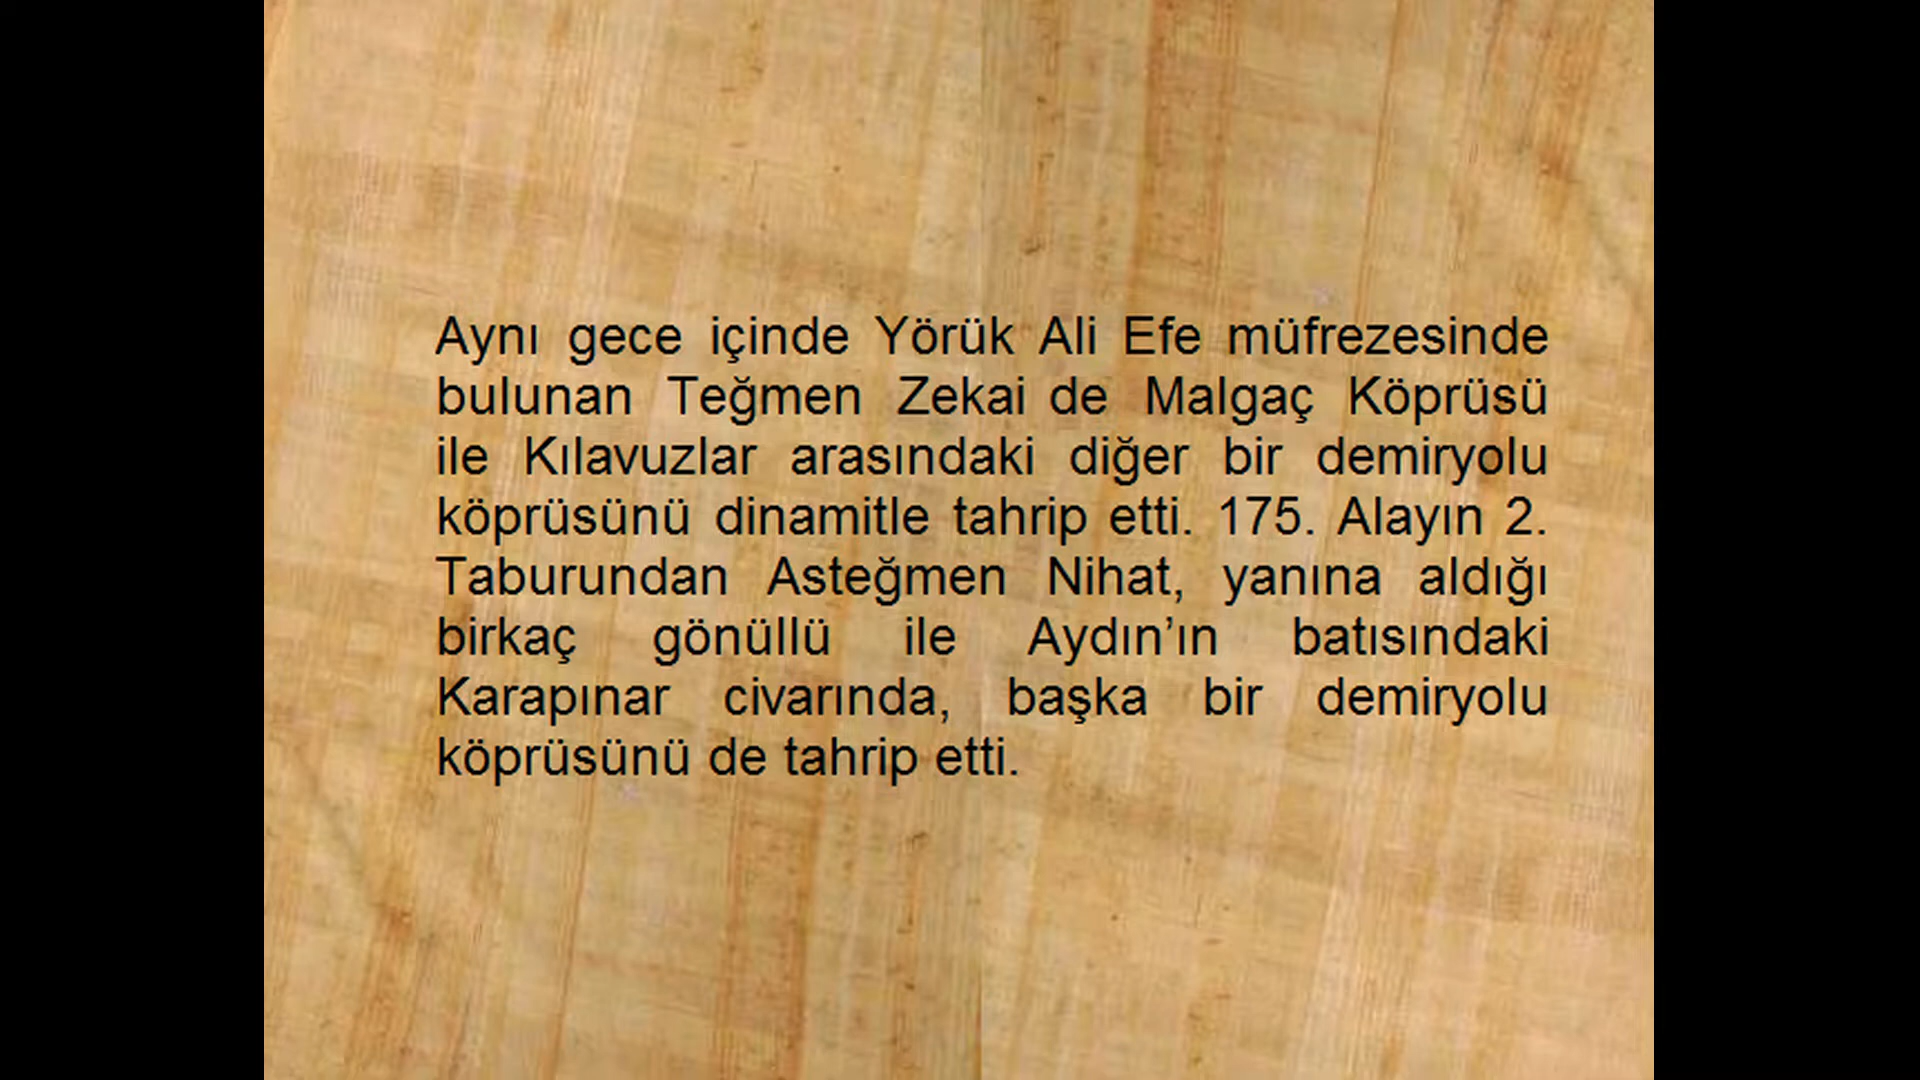 Aynı gece içinde Yörük Ali Efe müfrezesinde
bulunan Teğmen Zekai de Malgaç Köprüsü
ile Kılavuzlar arasındaki diğer bir demiryolu
köprüsünü dinamitle tahrip etti. 175. Alayın 2.
Taburundan Asteğmen Nihat, yanına aldığı
birkaç gönüllü ile Aydın’ın batısındaki
Karapınar civarında, başka bir demiryolu
köprüsünü de tahrip etti.